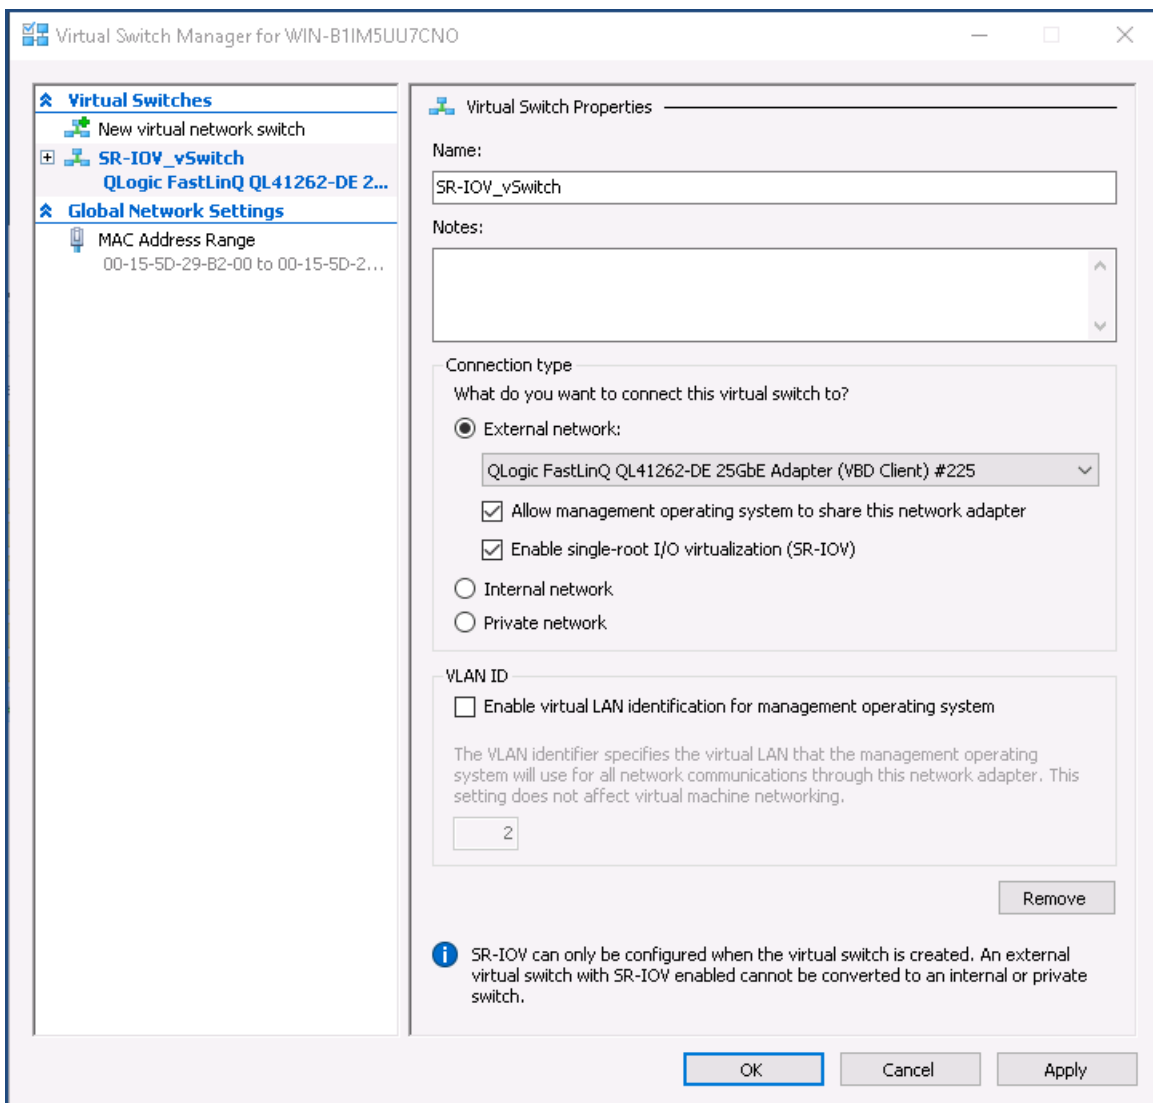 Virtual Switch Manager for WIN-B1IM5UU7CNO
Virtual Switches
New virtual network switch
SR-IOV_vSwitch
QLogic FastLinQ QL41262-DE 2...
Global Network Settings
MAC Address Range
00-15-5D-29-B2-00 to 00-15-5D-2...
Virtual Switch Properties
Name:
SR-IOV_vSwitch
Notes:
Connection type
What do you want to connect this virtual switch to?
External network:
QLogic FastLinQ QL41262-DE 25GbE Adapter (VBD Client) #225
Allow management operating system to share this network adapter
Enable single-root I/O virtualization (SR-IOV)
Internal network
Private network
VLAN ID
Enable virtual LAN identification for management operating system
The VLAN identifier specifies the virtual LAN that the management operating
system will use for all network communications through this network adapter. This
setting does not affect virtual machine networking.
2
Remove
SR-IOV can only be configured when the virtual switch is created. An external
virtual switch with SR-IOV enabled cannot be converted to an internal or private
switch.
OK
Cancel
Apply